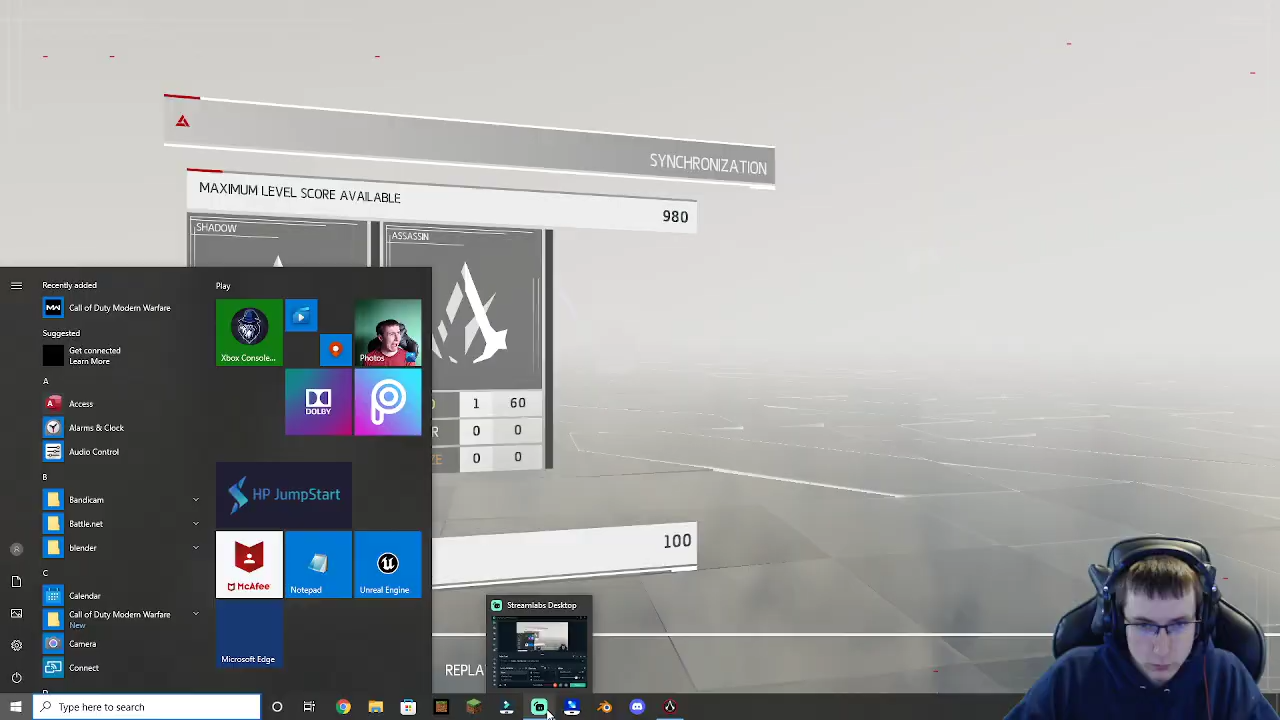 SYNCHRONIZATION
MAXIMUM LEVEL SCORE AVAILABLE 980
SHADOW ASSASSIN
1 60
R 0 0
ZE 0 0
100
REPLA
Recently added
Call of Duty Modern Warfare
Suggested
Get connected
Learn More
A
Access
Alarms & Clock
Audio Control
B
Bandicam
Battle.net
blender
C
Calendar
Call of Duty Modern Warfare
New
Camera
Connect
Play
Xbox Console...
Photos
DOLBY
HP JumpStart
McAfee
Notepad
Unreal Engine
Microsoft Edge
Streamlabs Desktop
Type here to search